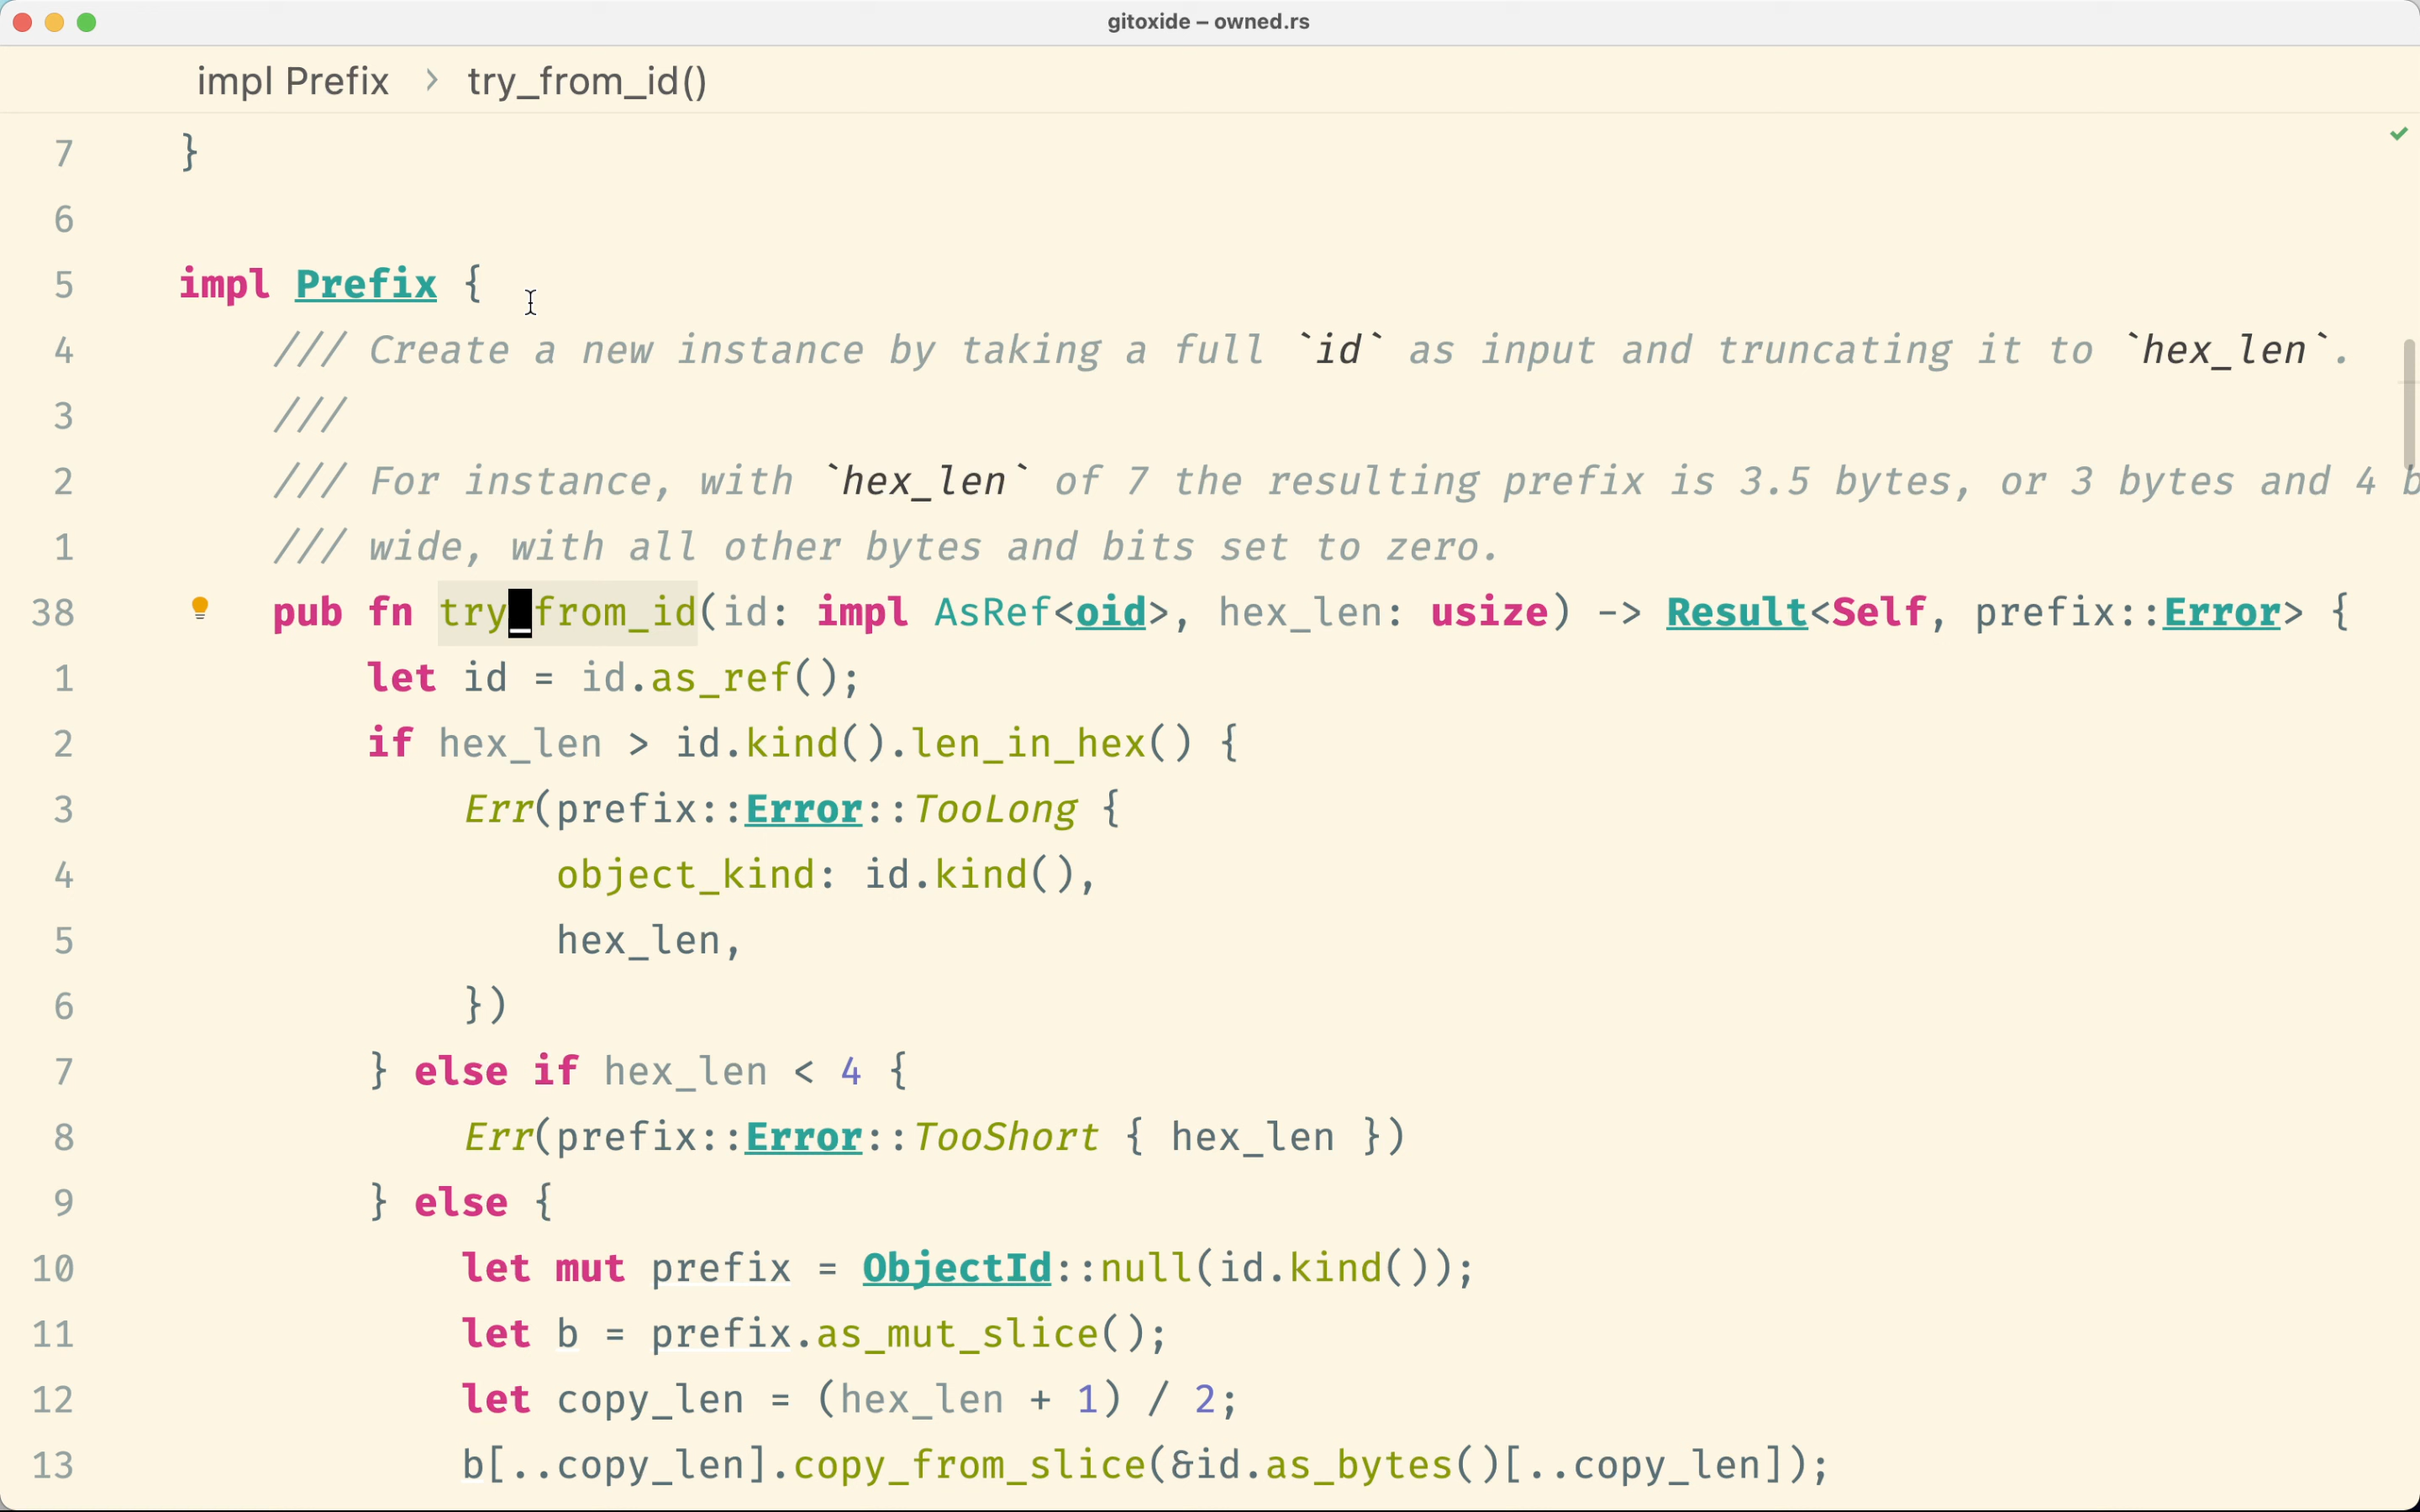 gitoxide – owned.rs
impl Prefix > try_from_id()
7 }
6
5 impl Prefix {
4 /// Create a new instance by taking a full `id` as input and truncating it to `hex_len`.
3 ///
2 /// For instance, with `hex_len` of 7 the resulting prefix is 3.5 bytes, or 3 bytes and 4
1 /// wide, with all other bytes and bits set to zero.
38 pub fn try_from_id(id: impl AsRef<oid>, hex_len: usize) -> Result<Self, prefix::Error> {
1 let id = id.as_ref();
2 if hex_len > id.kind().len_in_hex() {
3 Err(prefix::Error::TooLong {
4 object_kind: id.kind(),
5 hex_len,
6 })
7 } else if hex_len < 4 {
8 Err(prefix::Error::TooShort { hex_len })
9 } else {
10 let mut prefix = ObjectId::null(id.kind());
11 let b = prefix.as_mut_slice();
12 let copy_len = (hex_len + 1) / 2;
13 b[..copy_len].copy_from_slice(&id.as_bytes()[..copy_len]);